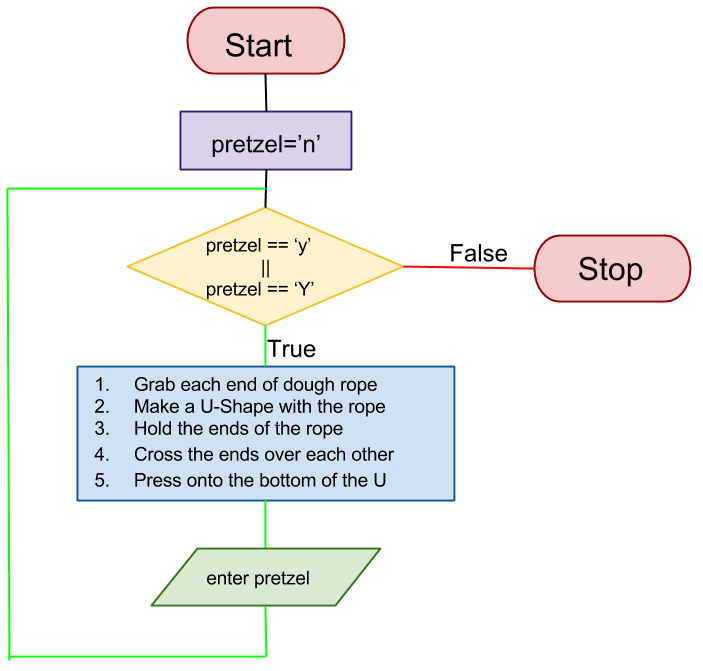 Start
pretzel=’n’
pretzel == ‘y’
||
pretzel == ‘Y’
False
Stop
True
1. Grab each end of dough rope
2. Make a U-Shape with the rope
3. Hold the ends of the rope
4. Cross the ends over each other
5. Press onto the bottom of the U
enter pretzel